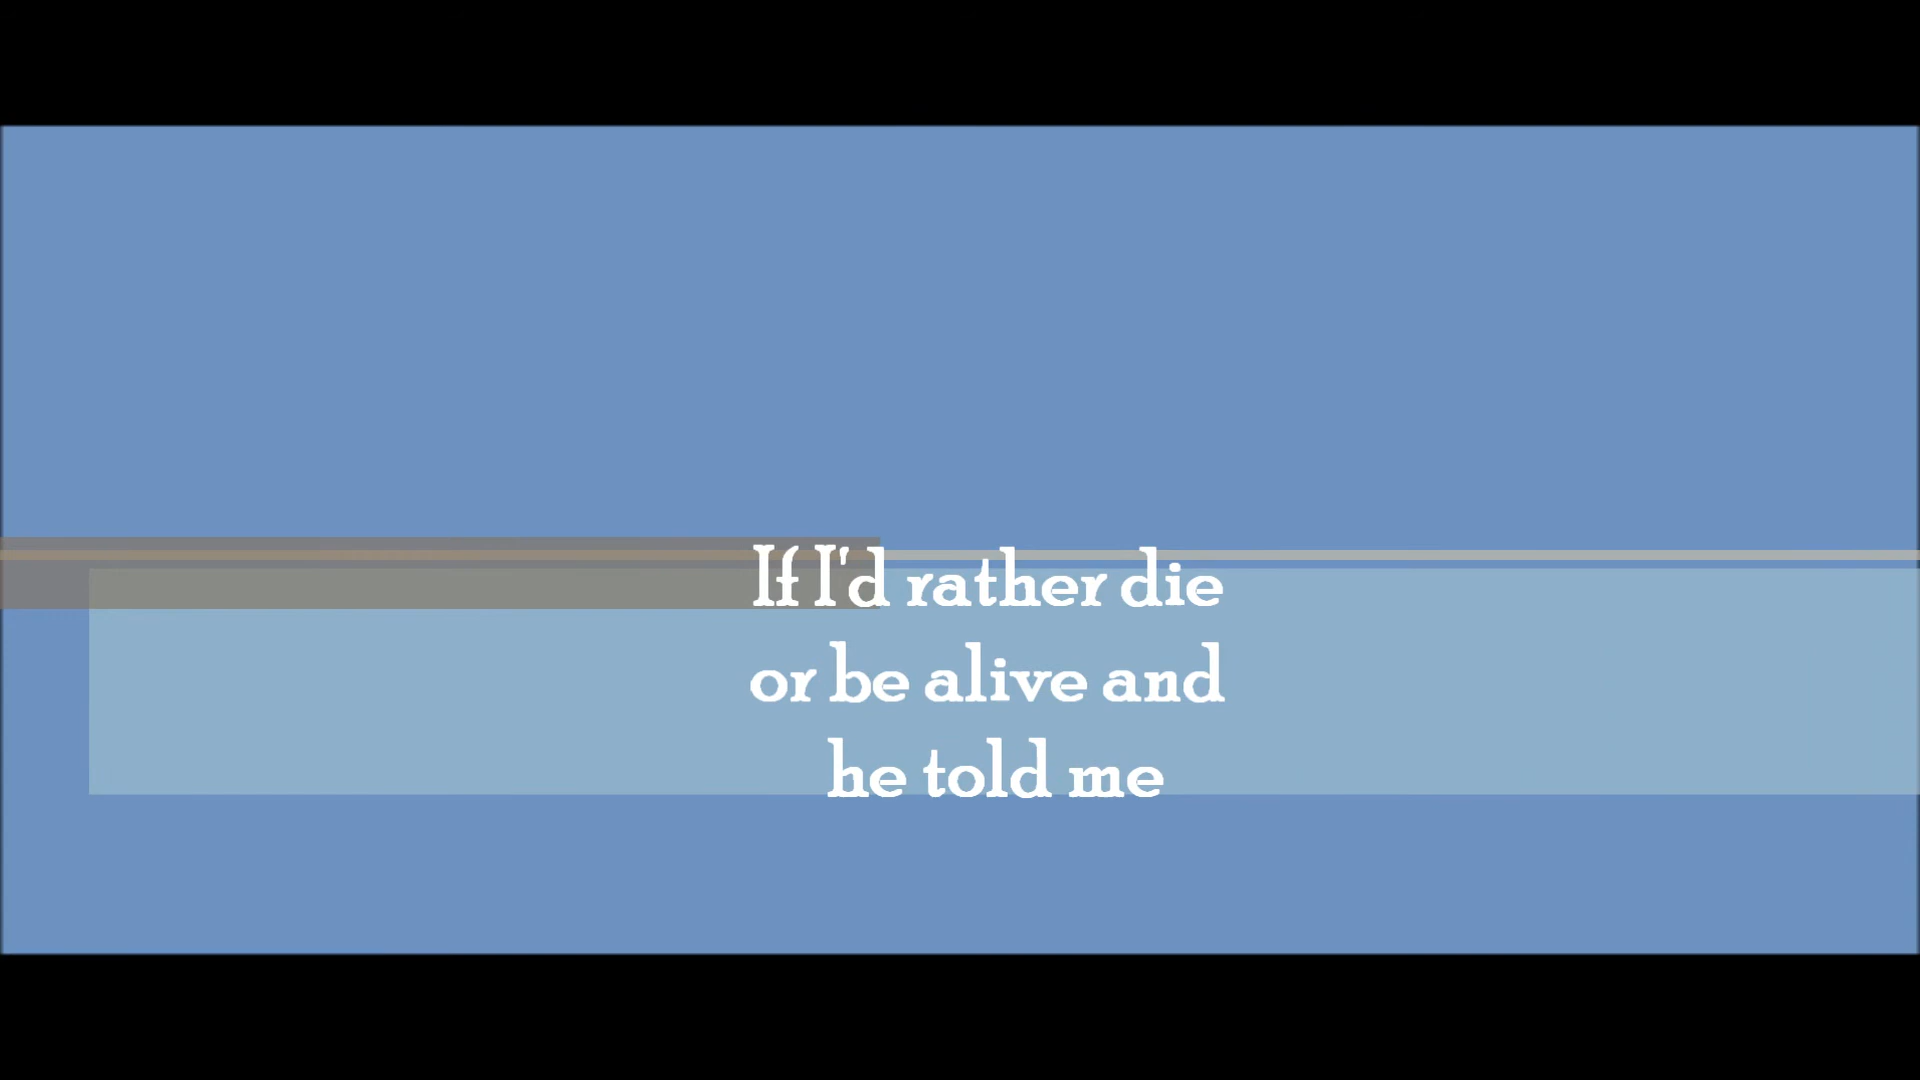 If I'd rather die
or be alive and
he told me